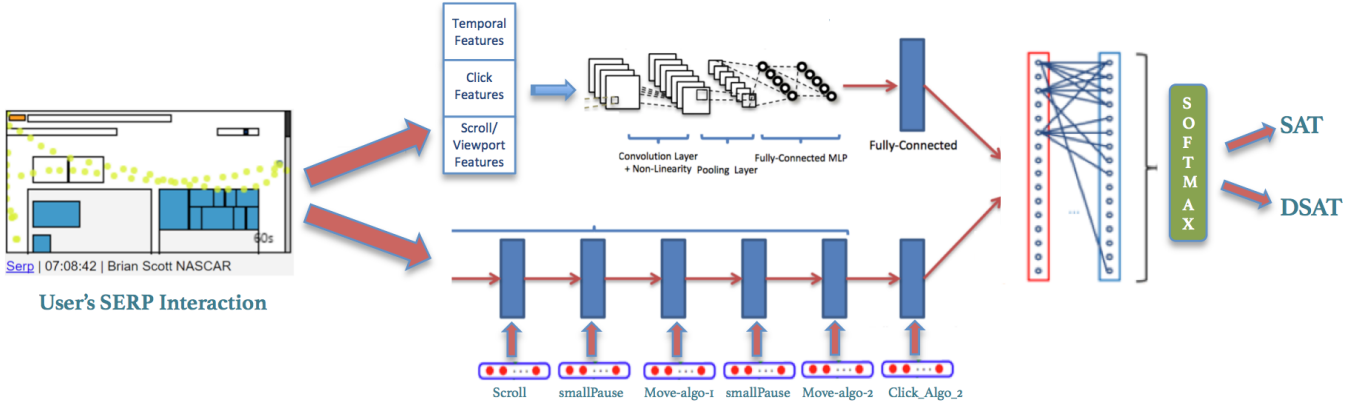 Temporal
Features
Click
Features
Scroll/
Viewport
Features
Convolution Layer
+ Non-Linearity
Pooling Layer
Fully-Connected MLP
Fully-Connected
60s
Serp | 07:08:42 | Brian Scott NASCAR
User's SERP Interaction
Scroll
smallPause
Move-algo-1
smallPause
Move-algo-2
Click_Algo_2
...
SOFTMAX
SAT
DSAT